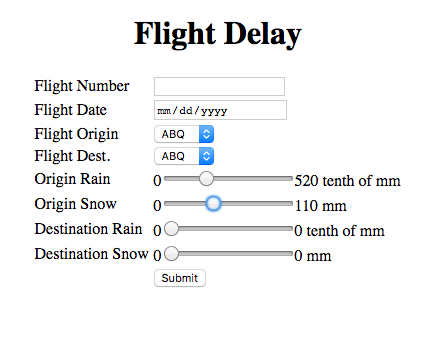 Flight Delay
Flight Number
Flight Date mm/dd/yyyy
Flight Origin ABQ
Flight Dest. ABQ
Origin Rain 0 520 tenth of mm
Origin Snow 0 110 mm
Destination Rain 0 0 tenth of mm
Destination Snow 0 0 mm
Submit